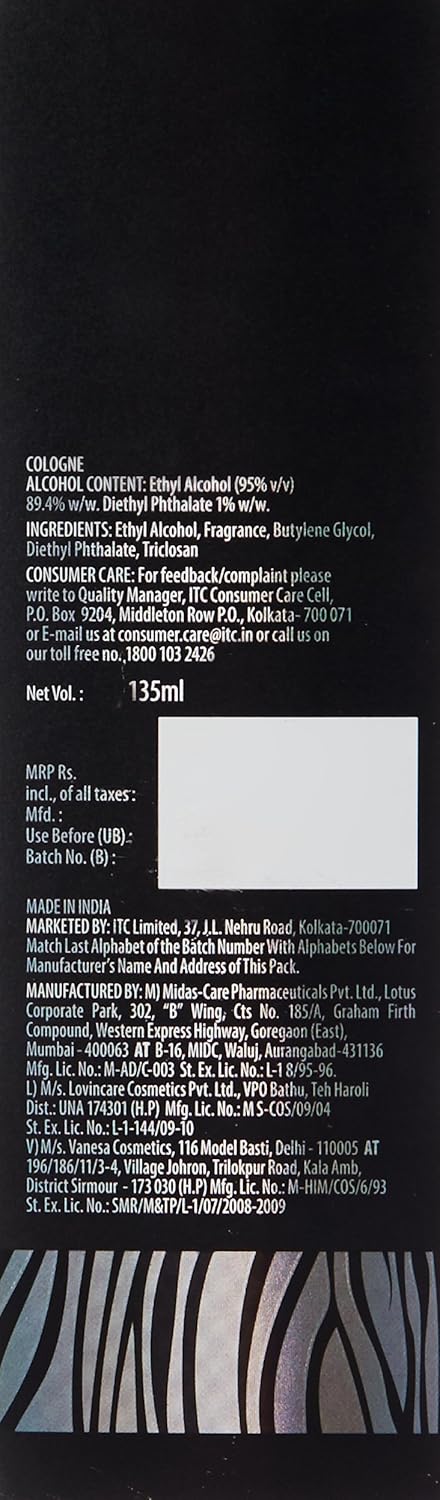 COLOGNE
ALCOHOL CONTENT: Ethyl Alcohol (95% v/v)
89.4% w/w. Diethyl Phthalate 1% w/w.
INGREDIENTS: Ethyl Alcohol, Fragrance, Butylene Glycol,
Diethyl Phthalate, Triclosan
CONSUMER CARE: For feedback/complaint please
write to Quality Manager, ITC Consumer Care Cell,
P.O. Box 9204, Middleton Row P.O., Kolkata- 700 071
or E-mail us at consumer.care@itc.in or call us on
our toll free no.,1800 103 2426
Net Vol. : 135ml
MRP Rs.
incl., of all taxes :
Mfd. :
Use Before (UB) :
Batch No. (B) :
MADE IN INDIA
MARKETED BY: ITC Limited, 37, J.L. Nehru Road, Kolkata-700071
Match Last Alphabet of the Batch Number With Alphabets Below For
Manufacturer's Name And Address of This Pack.
MANUFACTURED BY: M) Midas-Care Pharmaceuticals Pvt. Ltd., Lotus
Corporate Park, 302, "B" Wing, Cts No. 185/A, Graham Firth
Compound, Western Express Highway, Goregaon (East),
Mumbai - 400063 AT B-16, MIDC, Waluj, Aurangabad-431136
Mfg. Lic. No.: M-AD/C-003 St. Ex. Lic. No.: L-1 8/95-96.
L) M/s. Lovincare Cosmetics Pvt. Ltd., VPO Bathu, Teh Haroli
Dist.: UNA 174301 (H.P) Mfg. Lic. No.: M S-COS/09/04
St. Ex. Lic. No.: L-1-144/09-10
V) M/s. Vanesa Cosmetics, 116 Model Basti, Delhi - 110005 AT
196/186/11/3-4, Village Johron, Trilokpur Road, Kala Amb,
District Sirmour - 173 030 (H.P) Mfg. Lic. No.: M-HIM/COS/6/93
St. Ex. Lic. No.: SMR/M&TP/L-1/07/2008-2009